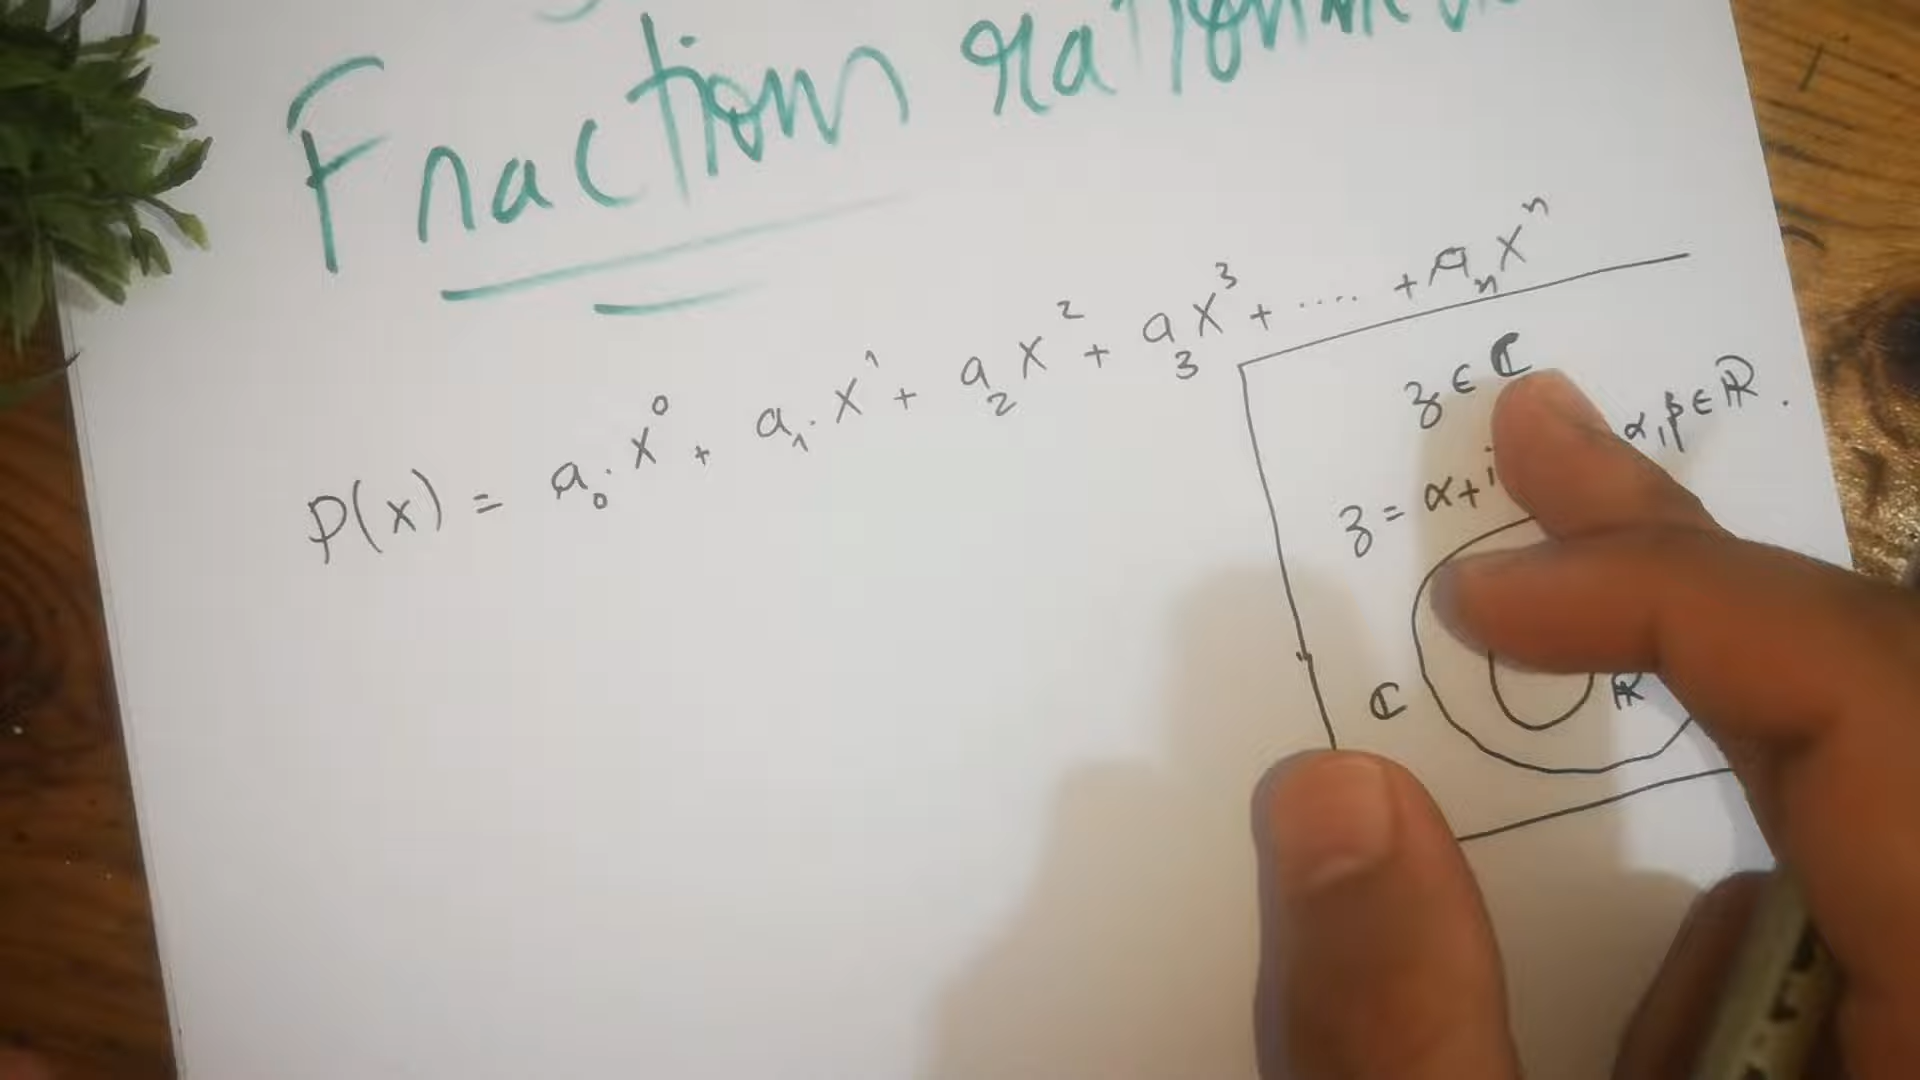 Fraction
P(x) = a₀·x⁰ + a₁·x¹ + a₂x² + a₃x³ + .... + aₙxⁿ
z ∈ ℂ
z = α+i α,β∈ℝ.
ℂ ℝ